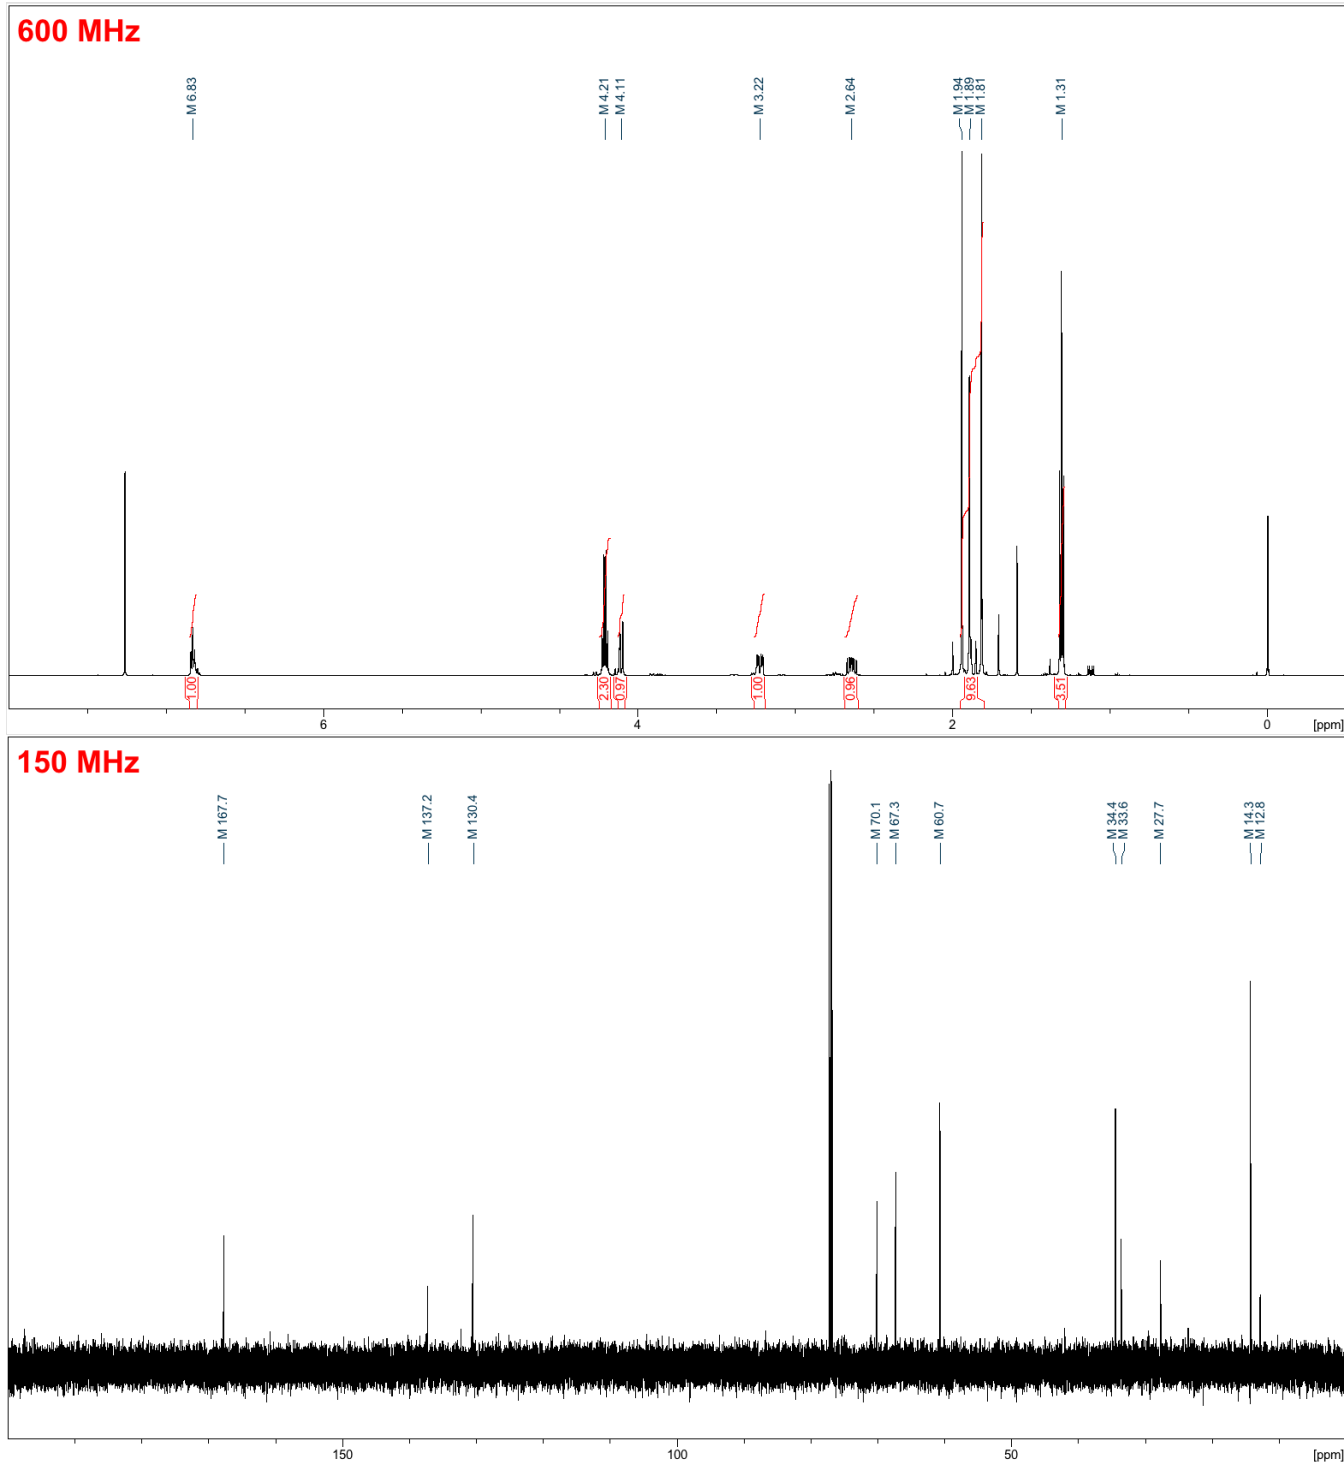 600 MHz
M 6.83
M 4.21
M 4.11
M 3.22
M 2.64
M 1.94
M 1.89
M 1.81
M 1.31
1.00
2.30
0.97
1.00
0.96
9.63
3.51
6
4
2
0
[ppm]
150 MHz
M 167.7
M 137.2
M 130.4
M 70.1
M 67.3
M 60.7
M 34.4
M 33.6
M 27.7
M 14.3
M 12.8
150
100
50
[ppm]